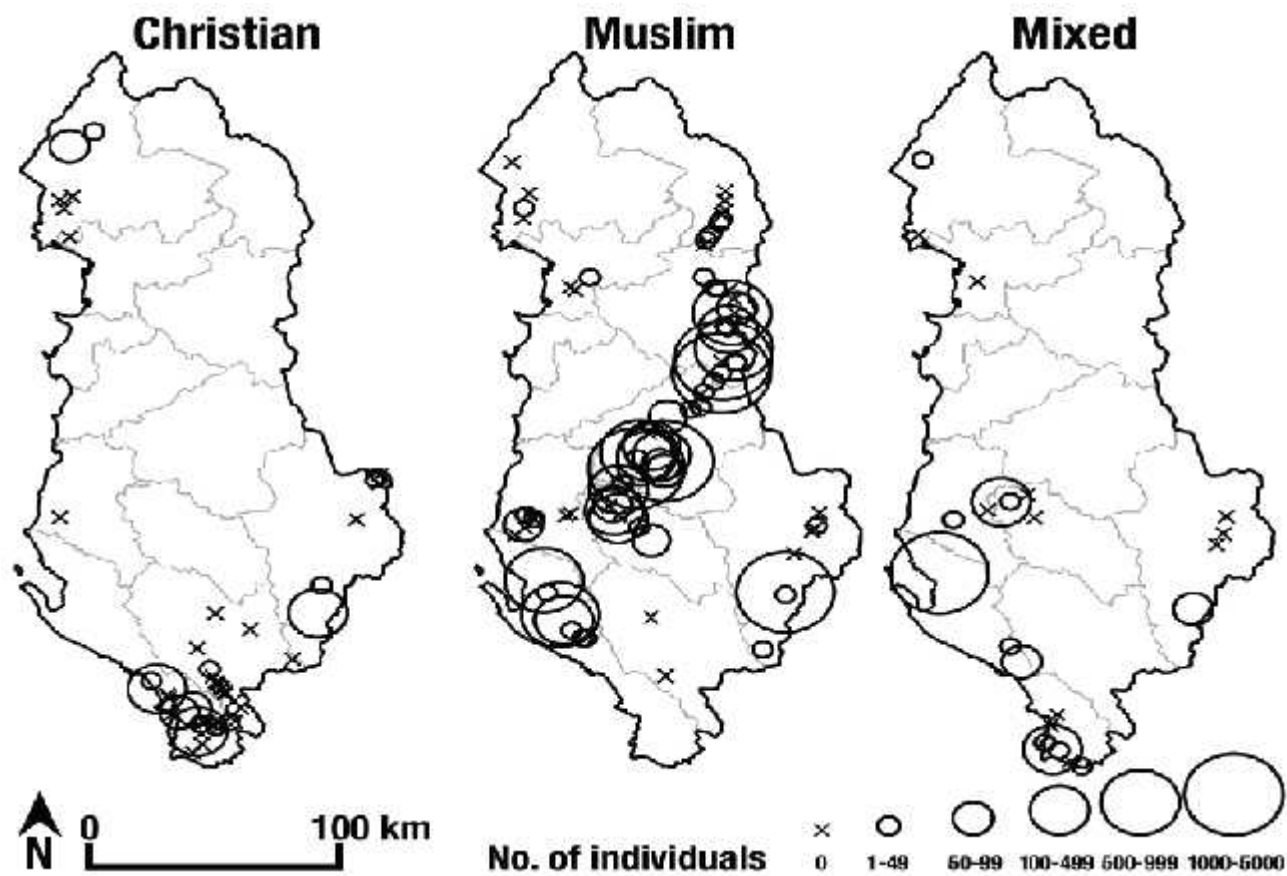 Christian Muslim Mixed
0 100 km
N
No. of individuals
0 1-49 50-99 100-499 500-999 1000-5000